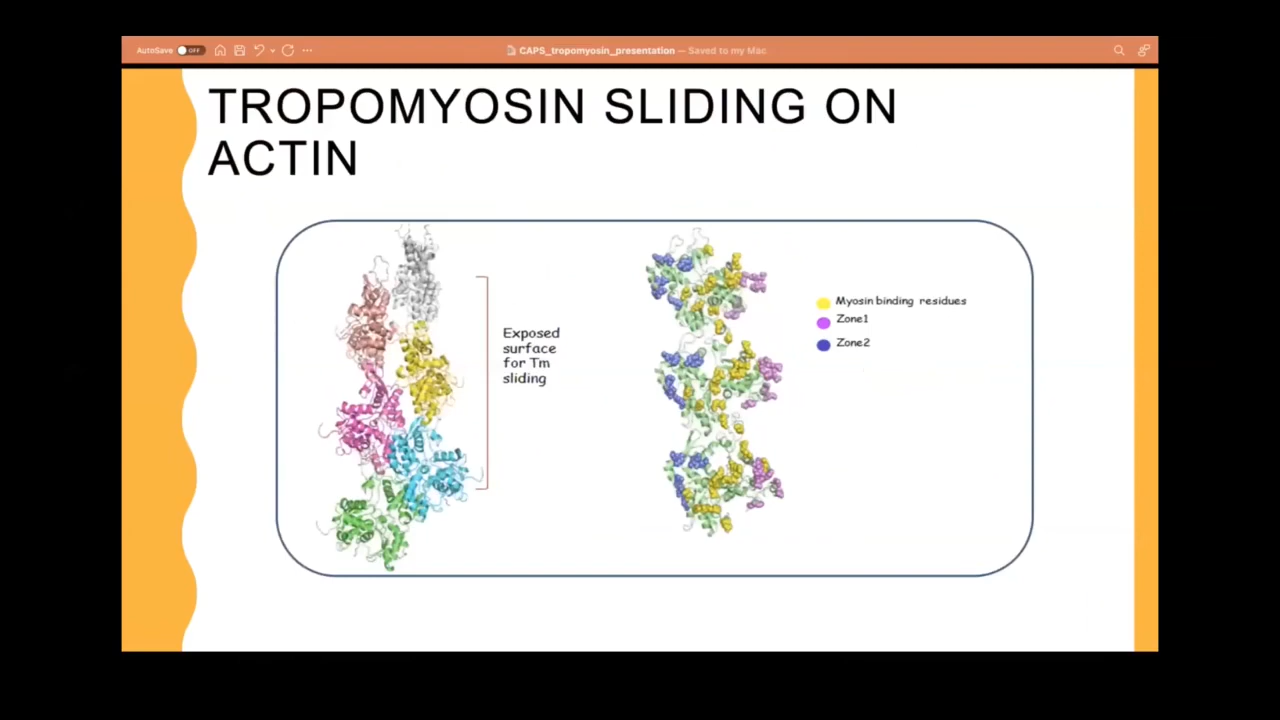 AutoSave OFF
CAPS_tropomyosin_presentation — Saved to my Mac
TROPOMYOSIN SLIDING ON
ACTIN
Exposed
surface
for Tm
sliding
Myosin binding residues
Zone1
Zone2